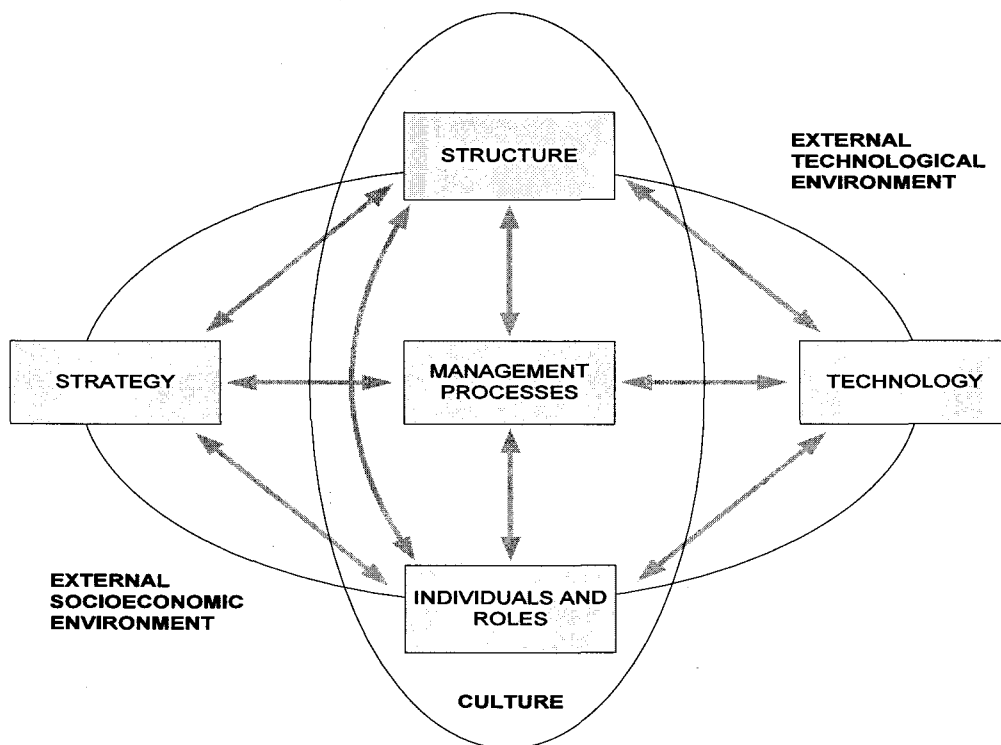 STRUCTURE
EXTERNAL
TECHNOLOGICAL
ENVIRONMENT
STRATEGY
MANAGEMENT
PROCESSES
TECHNOLOGY
EXTERNAL
SOCIOECONOMIC
ENVIRONMENT
INDIVIDUALS AND
ROLES
CULTURE